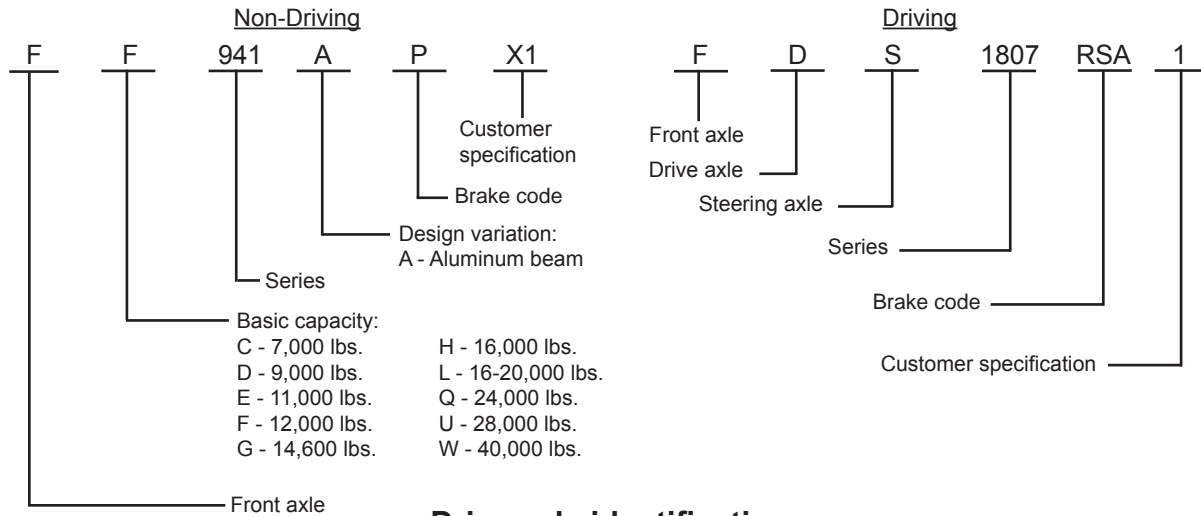 Non-Driving
F F 941 A P X1
Customer
specification
Brake code
Design variation:
A - Aluminum beam
Series
Basic capacity:
C - 7,000 lbs. H - 16,000 lbs.
D - 9,000 lbs. L - 16-20,000 lbs.
E - 11,000 lbs. Q - 24,000 lbs.
F - 12,000 lbs. U - 28,000 lbs.
G - 14,600 lbs. W - 40,000 lbs.
Front axle
Driving
F D S 1807 RSA 1
Front axle
Drive axle
Steering axle
Series
Brake code
Customer specification